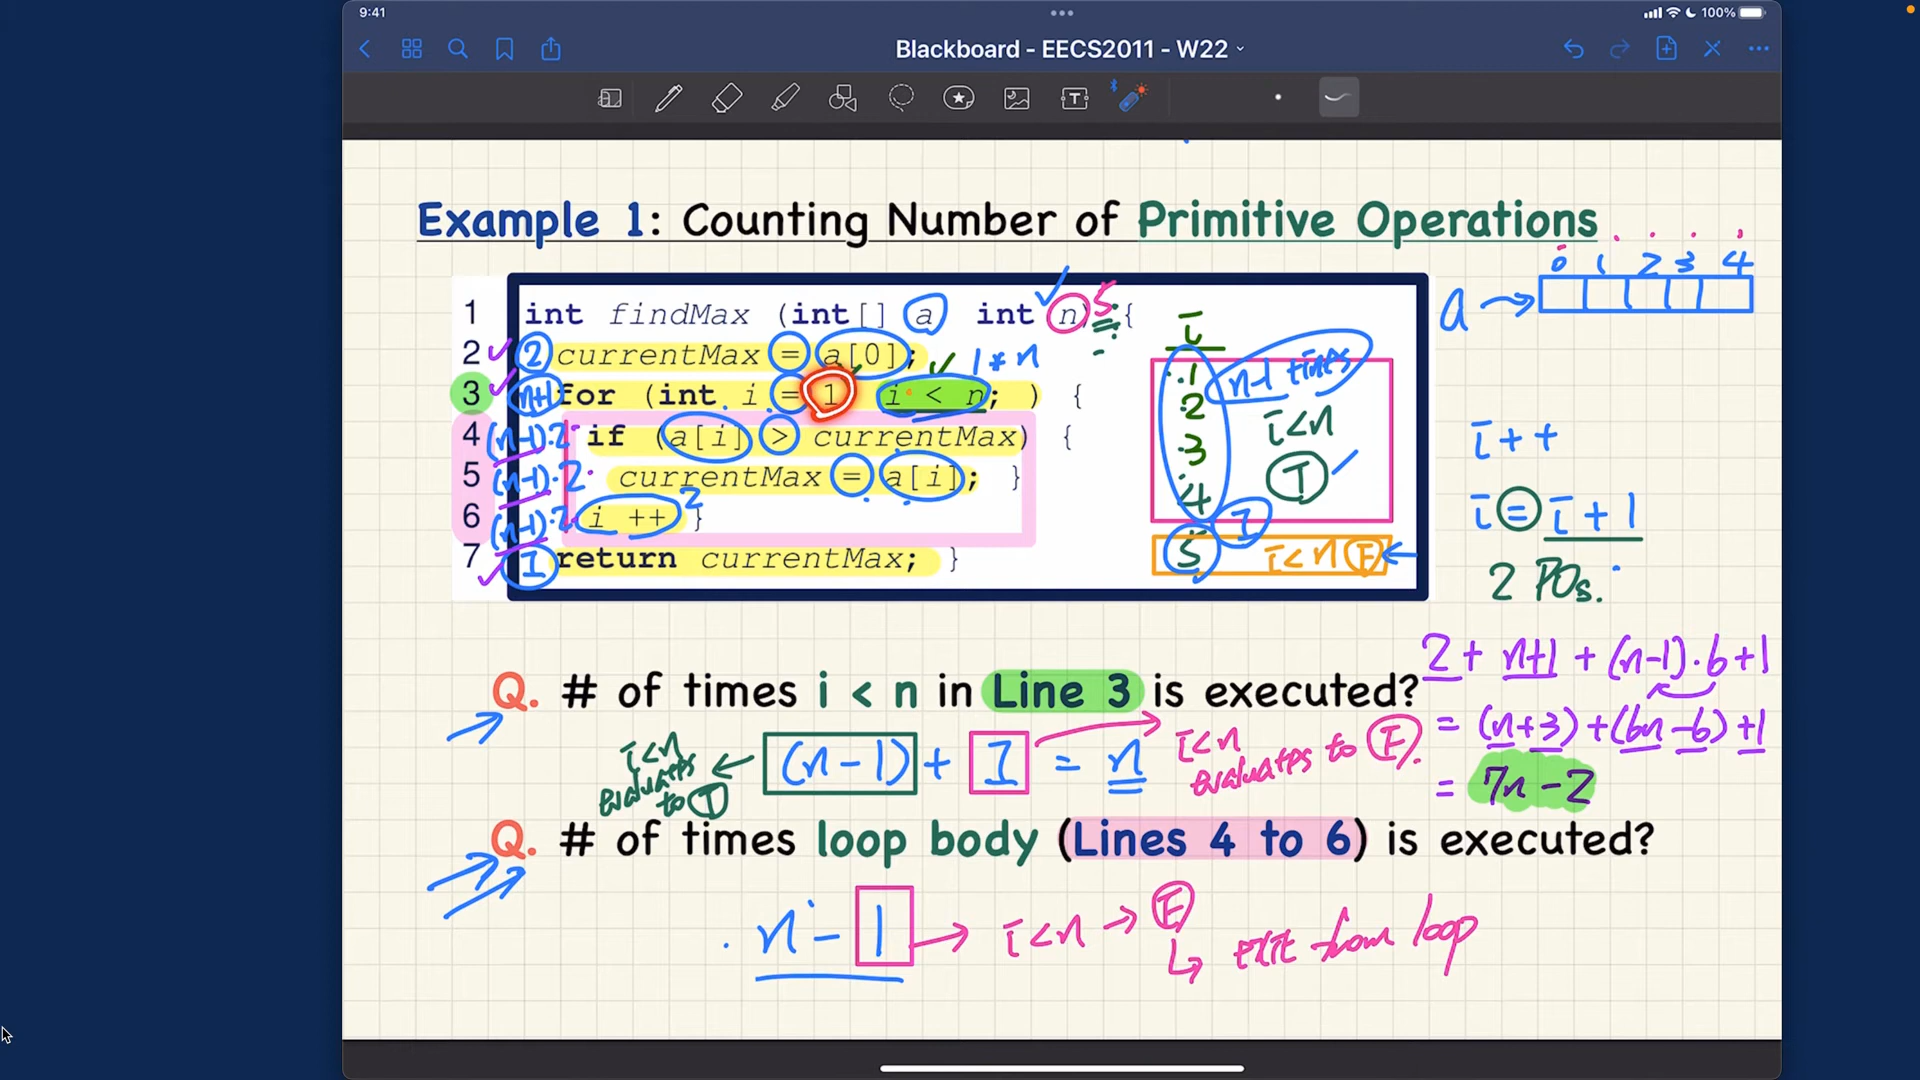 9:41
100%
Blackboard - EECS2011 - W22
Example 1: Counting Number of Primitive Operations
0 1 2 3 4
a →
1 int findMax (int[] a int n) { 5
2 2 currentMax = a[0]; 1 * n
3 n+1 for (int i = 1 i < n; ) {
4 (n-1)·2 if (a[i] > currentMax) {
5 (n-1)·2 currentMax = a[i]; }
6 (n-1)·2 i ++ } 2
7 1 return currentMax; }
i
1 n-1 times
2 i<n
3 T
4 1
5 i<n F
i++
i = i + 1
2 POs.
2 + n+1 + (n-1)·6+1
= (n+3) + (6n-6) + 1
= 7n-2
Q. # of times i < n in Line 3 is executed?
i<n evaluates to T ← (n-1) + 1 = n i<n evaluates to F.
Q. # of times loop body (Lines 4 to 6) is executed?
n - 1 → i<n → F
↳ exit from loop